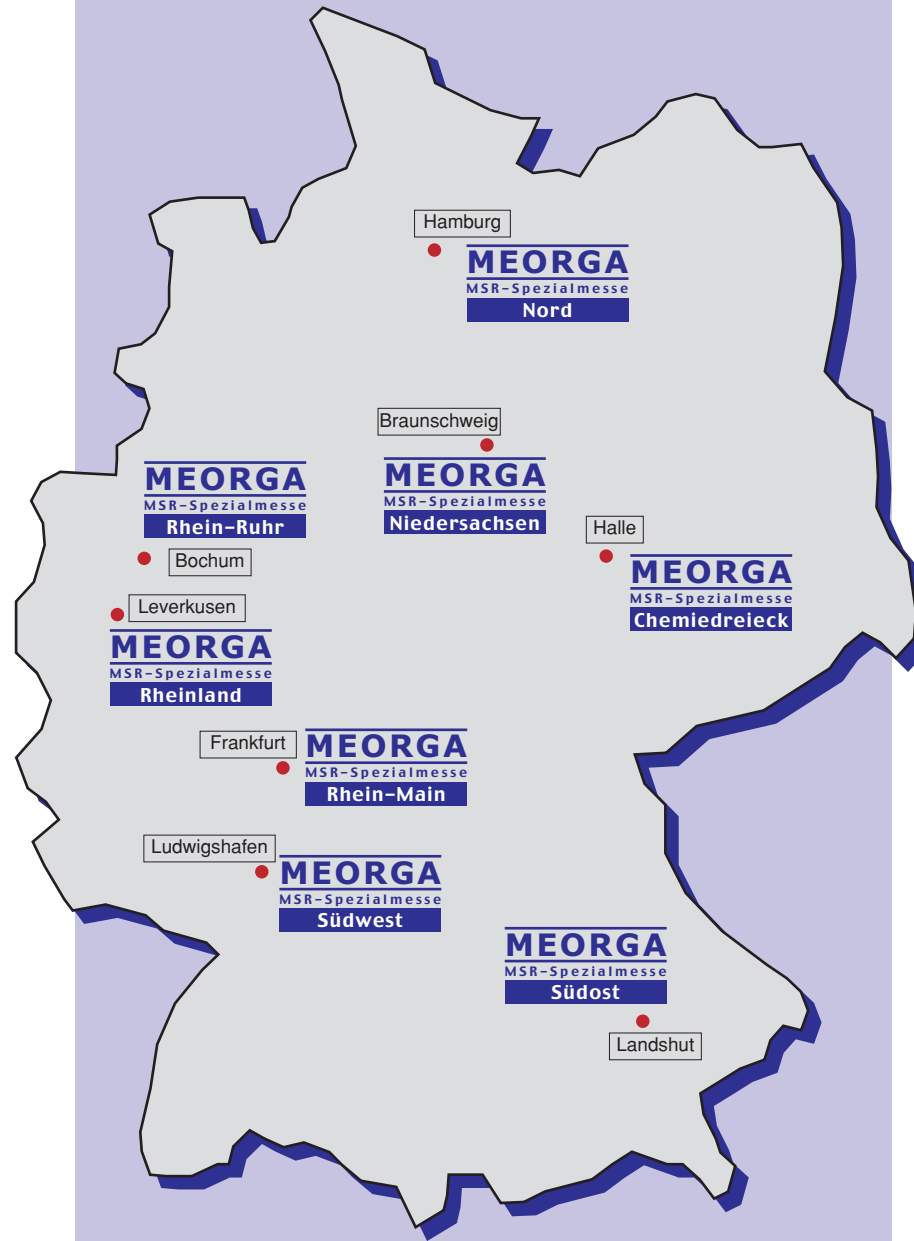 Hamburg
MEORGA
MSR-Spezialmesse
Nord
Braunschweig
MEORGA
MSR-Spezialmesse
Niedersachsen
MEORGA
MSR-Spezialmesse
Rhein-Ruhr
Bochum
Halle
MEORGA
MSR-Spezialmesse
Chemiedreieck
Leverkusen
MEORGA
MSR-Spezialmesse
Rheinland
Frankfurt
MEORGA
MSR-Spezialmesse
Rhein-Main
Ludwigshafen
MEORGA
MSR-Spezialmesse
Südwest
MEORGA
MSR-Spezialmesse
Südost
Landshut